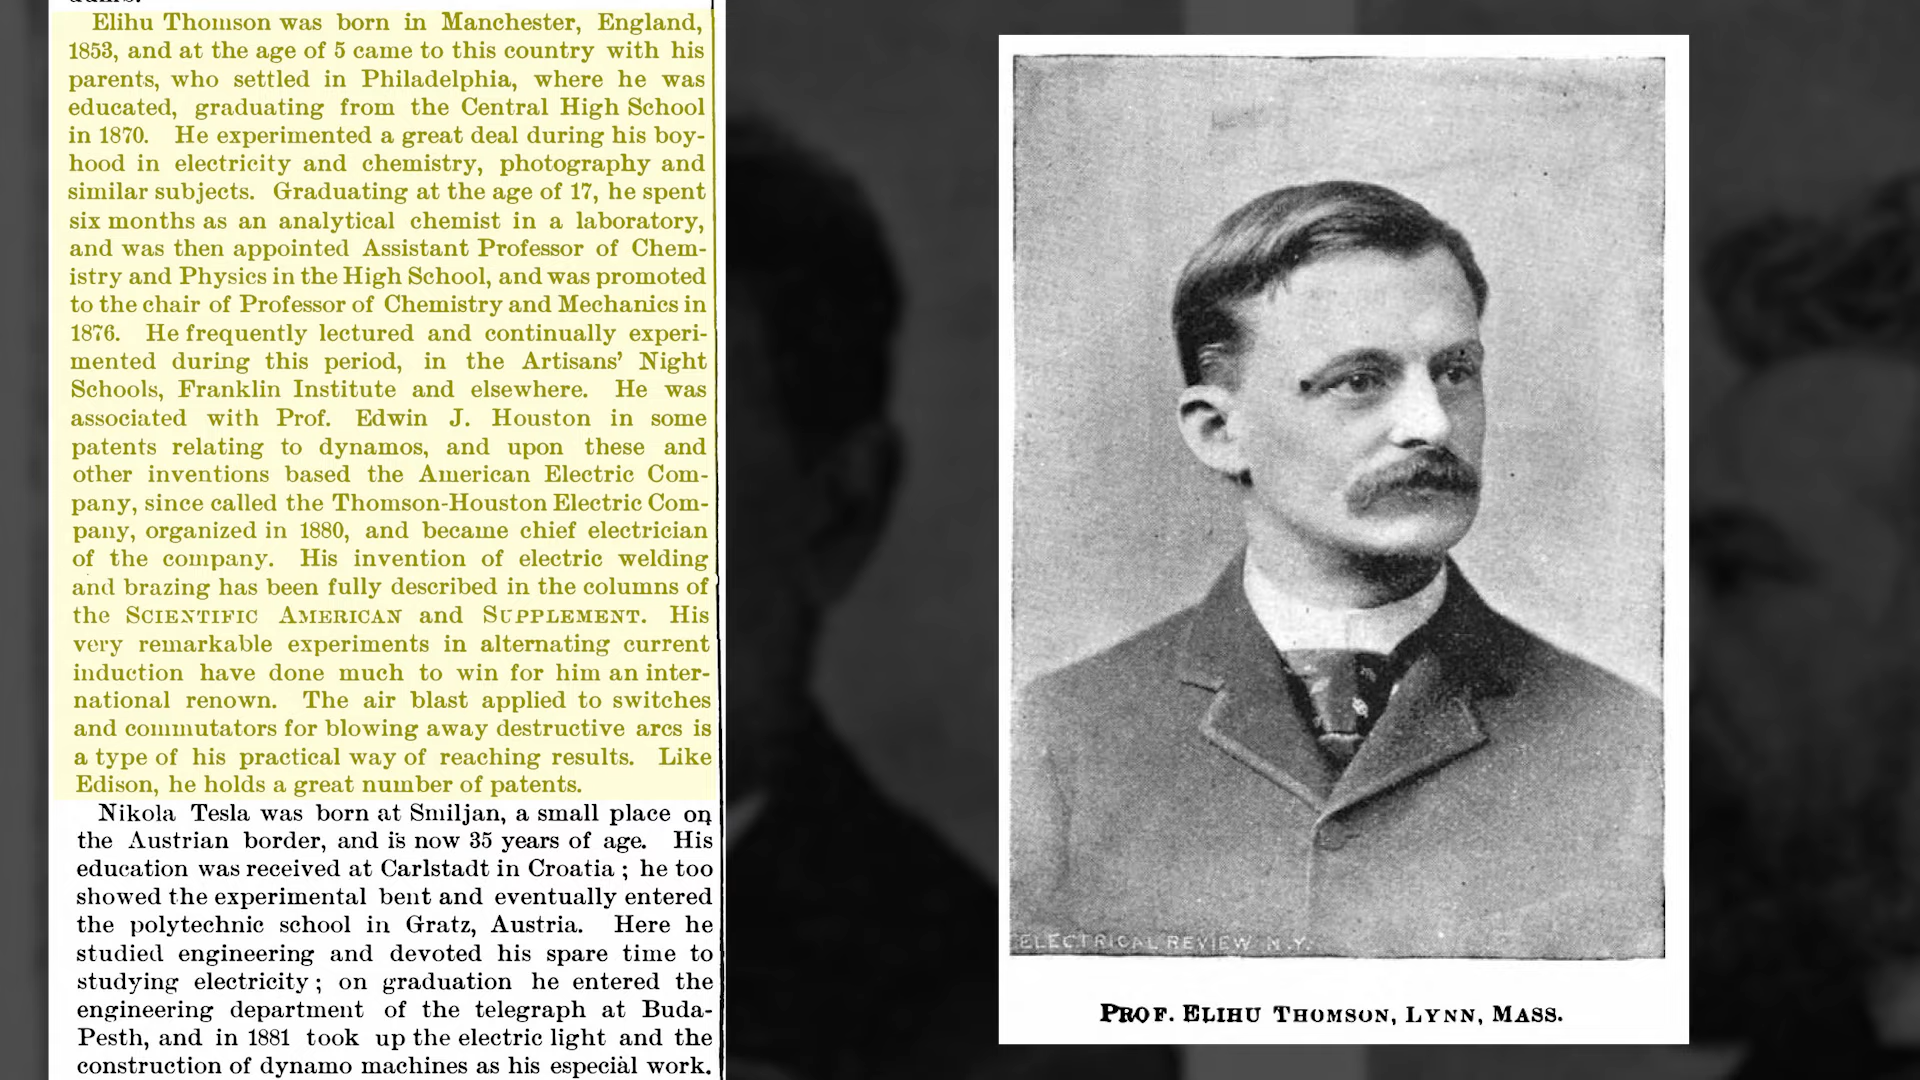 Elihu Thomson was born in Manchester, England,
1853, and at the age of 5 came to this country with his
parents, who settled in Philadelphia, where he was
educated, graduating from the Central High School
in 1870. He experimented a great deal during his boy-
hood in electricity and chemistry, photography and
similar subjects. Graduating at the age of 17, he spent
six months as an analytical chemist in a laboratory,
and was then appointed Assistant Professor of Chem-
istry and Physics in the High School, and was promoted
to the chair of Professor of Chemistry and Mechanics in
1876. He frequently lectured and continually experi-
mented during this period, in the Artisans' Night
Schools, Franklin Institute and elsewhere. He was
associated with Prof. Edwin J. Houston in some
patents relating to dynamos, and upon these and
other inventions based the American Electric Com-
pany, since called the Thomson-Houston Electric Com-
pany, organized in 1880, and became chief electrician
of the company. His invention of electric welding
and brazing has been fully described in the columns of
the SCIENTIFIC AMERICAN and SUPPLEMENT. His
very remarkable experiments in alternating current
induction have done much to win for him an inter-
national renown. The air blast applied to switches
and commutators for blowing away destructive arcs is
a type of his practical way of reaching results. Like
Edison, he holds a great number of patents.
Nikola Tesla was born at Smiljan, a small place on
the Austrian border, and is now 35 years of age. His
education was received at Carlstadt in Croatia ; he too
showed the experimental bent and eventually entered
the polytechnic school in Gratz, Austria. Here he
studied engineering and devoted his spare time to
studying electricity ; on graduation he entered the
engineering department of the telegraph at Buda-
Pesth, and in 1881 took up the electric light and the
construction of dynamo machines as his especial work.
ELECTRICAL REVIEW N.Y.
PROF. ELIHU THOMSON, LYNN, MASS.